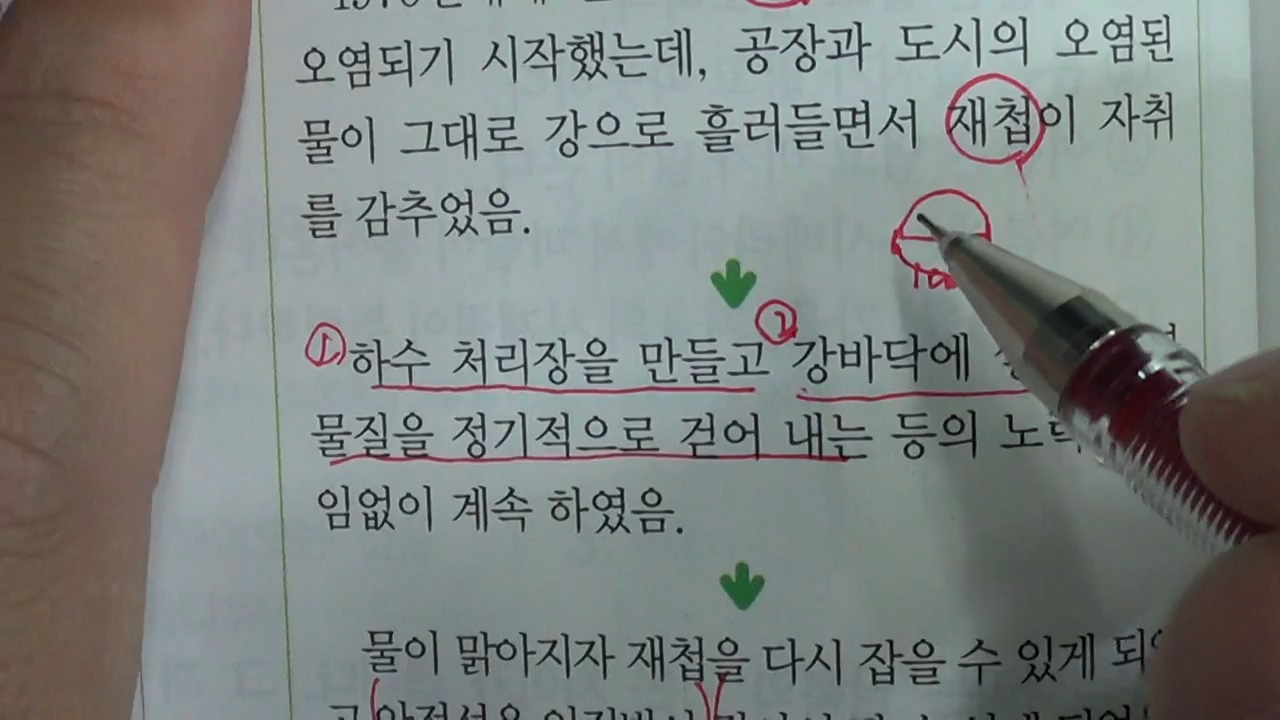 오염되기 시작했는데, 공장과 도시의 오염된
물이 그대로 강으로 흘러들면서 재첩이 자취
를 감추었음.
① 하수 처리장을 만들고 ② 강바닥에
물질을 정기적으로 걷어 내는 등의
임없이 계속 하였음.
물이 맑아지자 재첩을 다시 잡을 수 있게